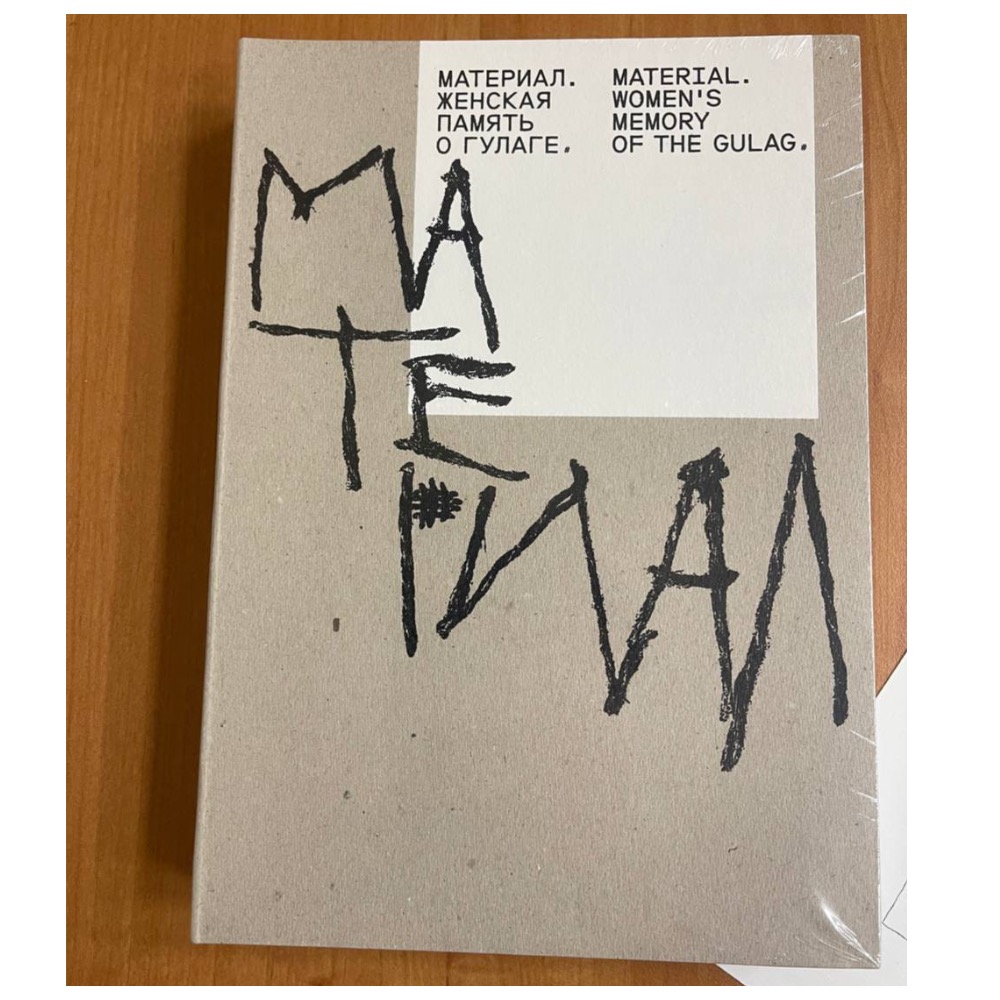 МАТЕРИАЛ.
ЖЕНСКАЯ
ПАМЯТЬ
О ГУЛАГЕ.
MATERIAL.
WOMEN'S
MEMORY
OF THE GULAG.
МА
ТЕ
РИАЛ